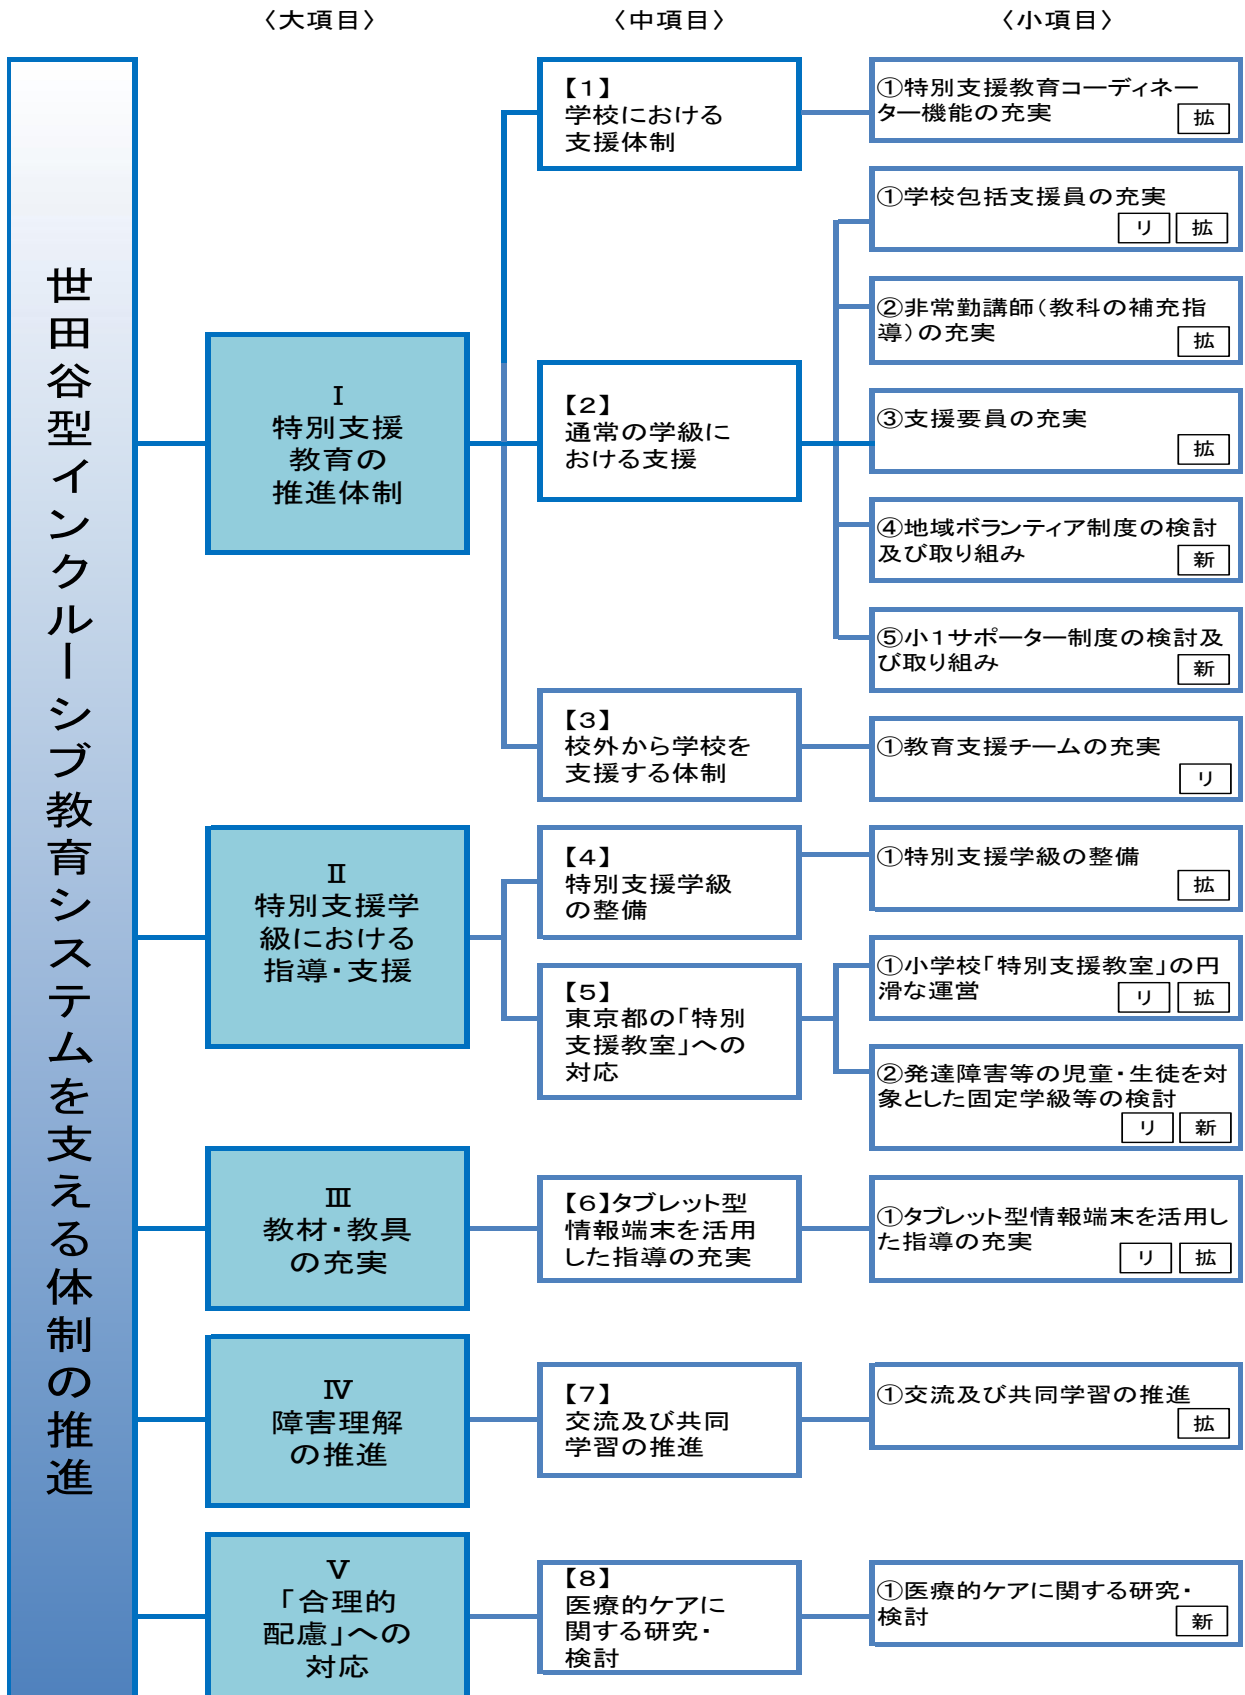 〈大項目〉
〈中項目〉
〈小項目〉
世田谷型インクルーシブ教育システムを支える体制の推進
Ⅰ
特別支援
教育の
推進体制
【1】
学校における
支援体制
①特別支援教育コーディネー
ター機能の充実
拡
【2】
通常の学級に
おける支援
①学校包括支援員の充実
リ 拡
②非常勤講師（教科の補充指
導）の充実
拡
③支援要員の充実
拡
④地域ボランティア制度の検討
及び取り組み
新
⑤小1サポーター制度の検討及
び取り組み
新
【3】
校外から学校を
支援する体制
①教育支援チームの充実
リ
Ⅱ
特別支援学
級における
指導・支援
【4】
特別支援学級
の整備
①特別支援学級の整備
拡
【5】
東京都の「特別
支援教室」への
対応
①小学校「特別支援教室」の円
滑な運営
リ 拡
②発達障害等の児童・生徒を対
象とした固定学級等の検討
リ 新
Ⅲ
教材・教具
の充実
【6】タブレット型
情報端末を活用
した指導の充実
①タブレット型情報端末を活用し
た指導の充実
リ 拡
Ⅳ
障害理解
の推進
【7】
交流及び共同
学習の推進
①交流及び共同学習の推進
拡
Ⅴ
「合理的
配慮」への
対応
【8】
医療的ケアに
関する研究・
検討
①医療的ケアに関する研究・
検討
新